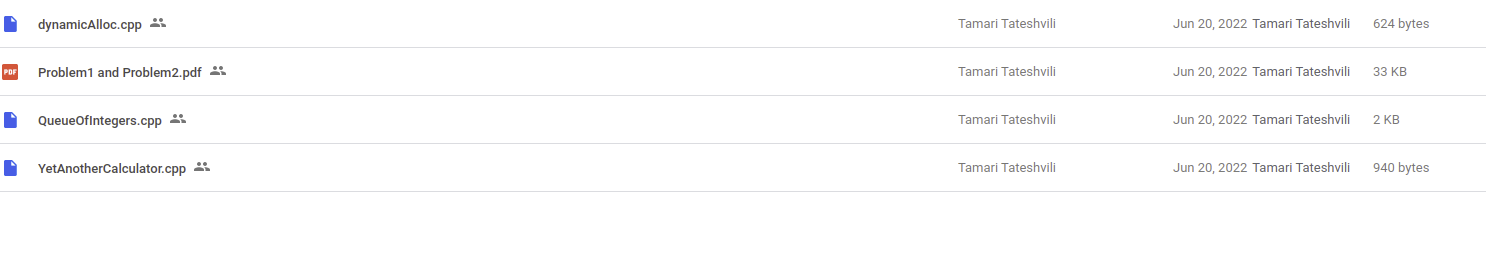 dynamicAlloc.cpp Tamari Tateshvili Jun 20, 2022 Tamari Tateshvili 624 bytes
PDF Problem1 and Problem2.pdf Tamari Tateshvili Jun 20, 2022 Tamari Tateshvili 33 KB
QueueOfIntegers.cpp Tamari Tateshvili Jun 20, 2022 Tamari Tateshvili 2 KB
YetAnotherCalculator.cpp Tamari Tateshvili Jun 20, 2022 Tamari Tateshvili 940 bytes